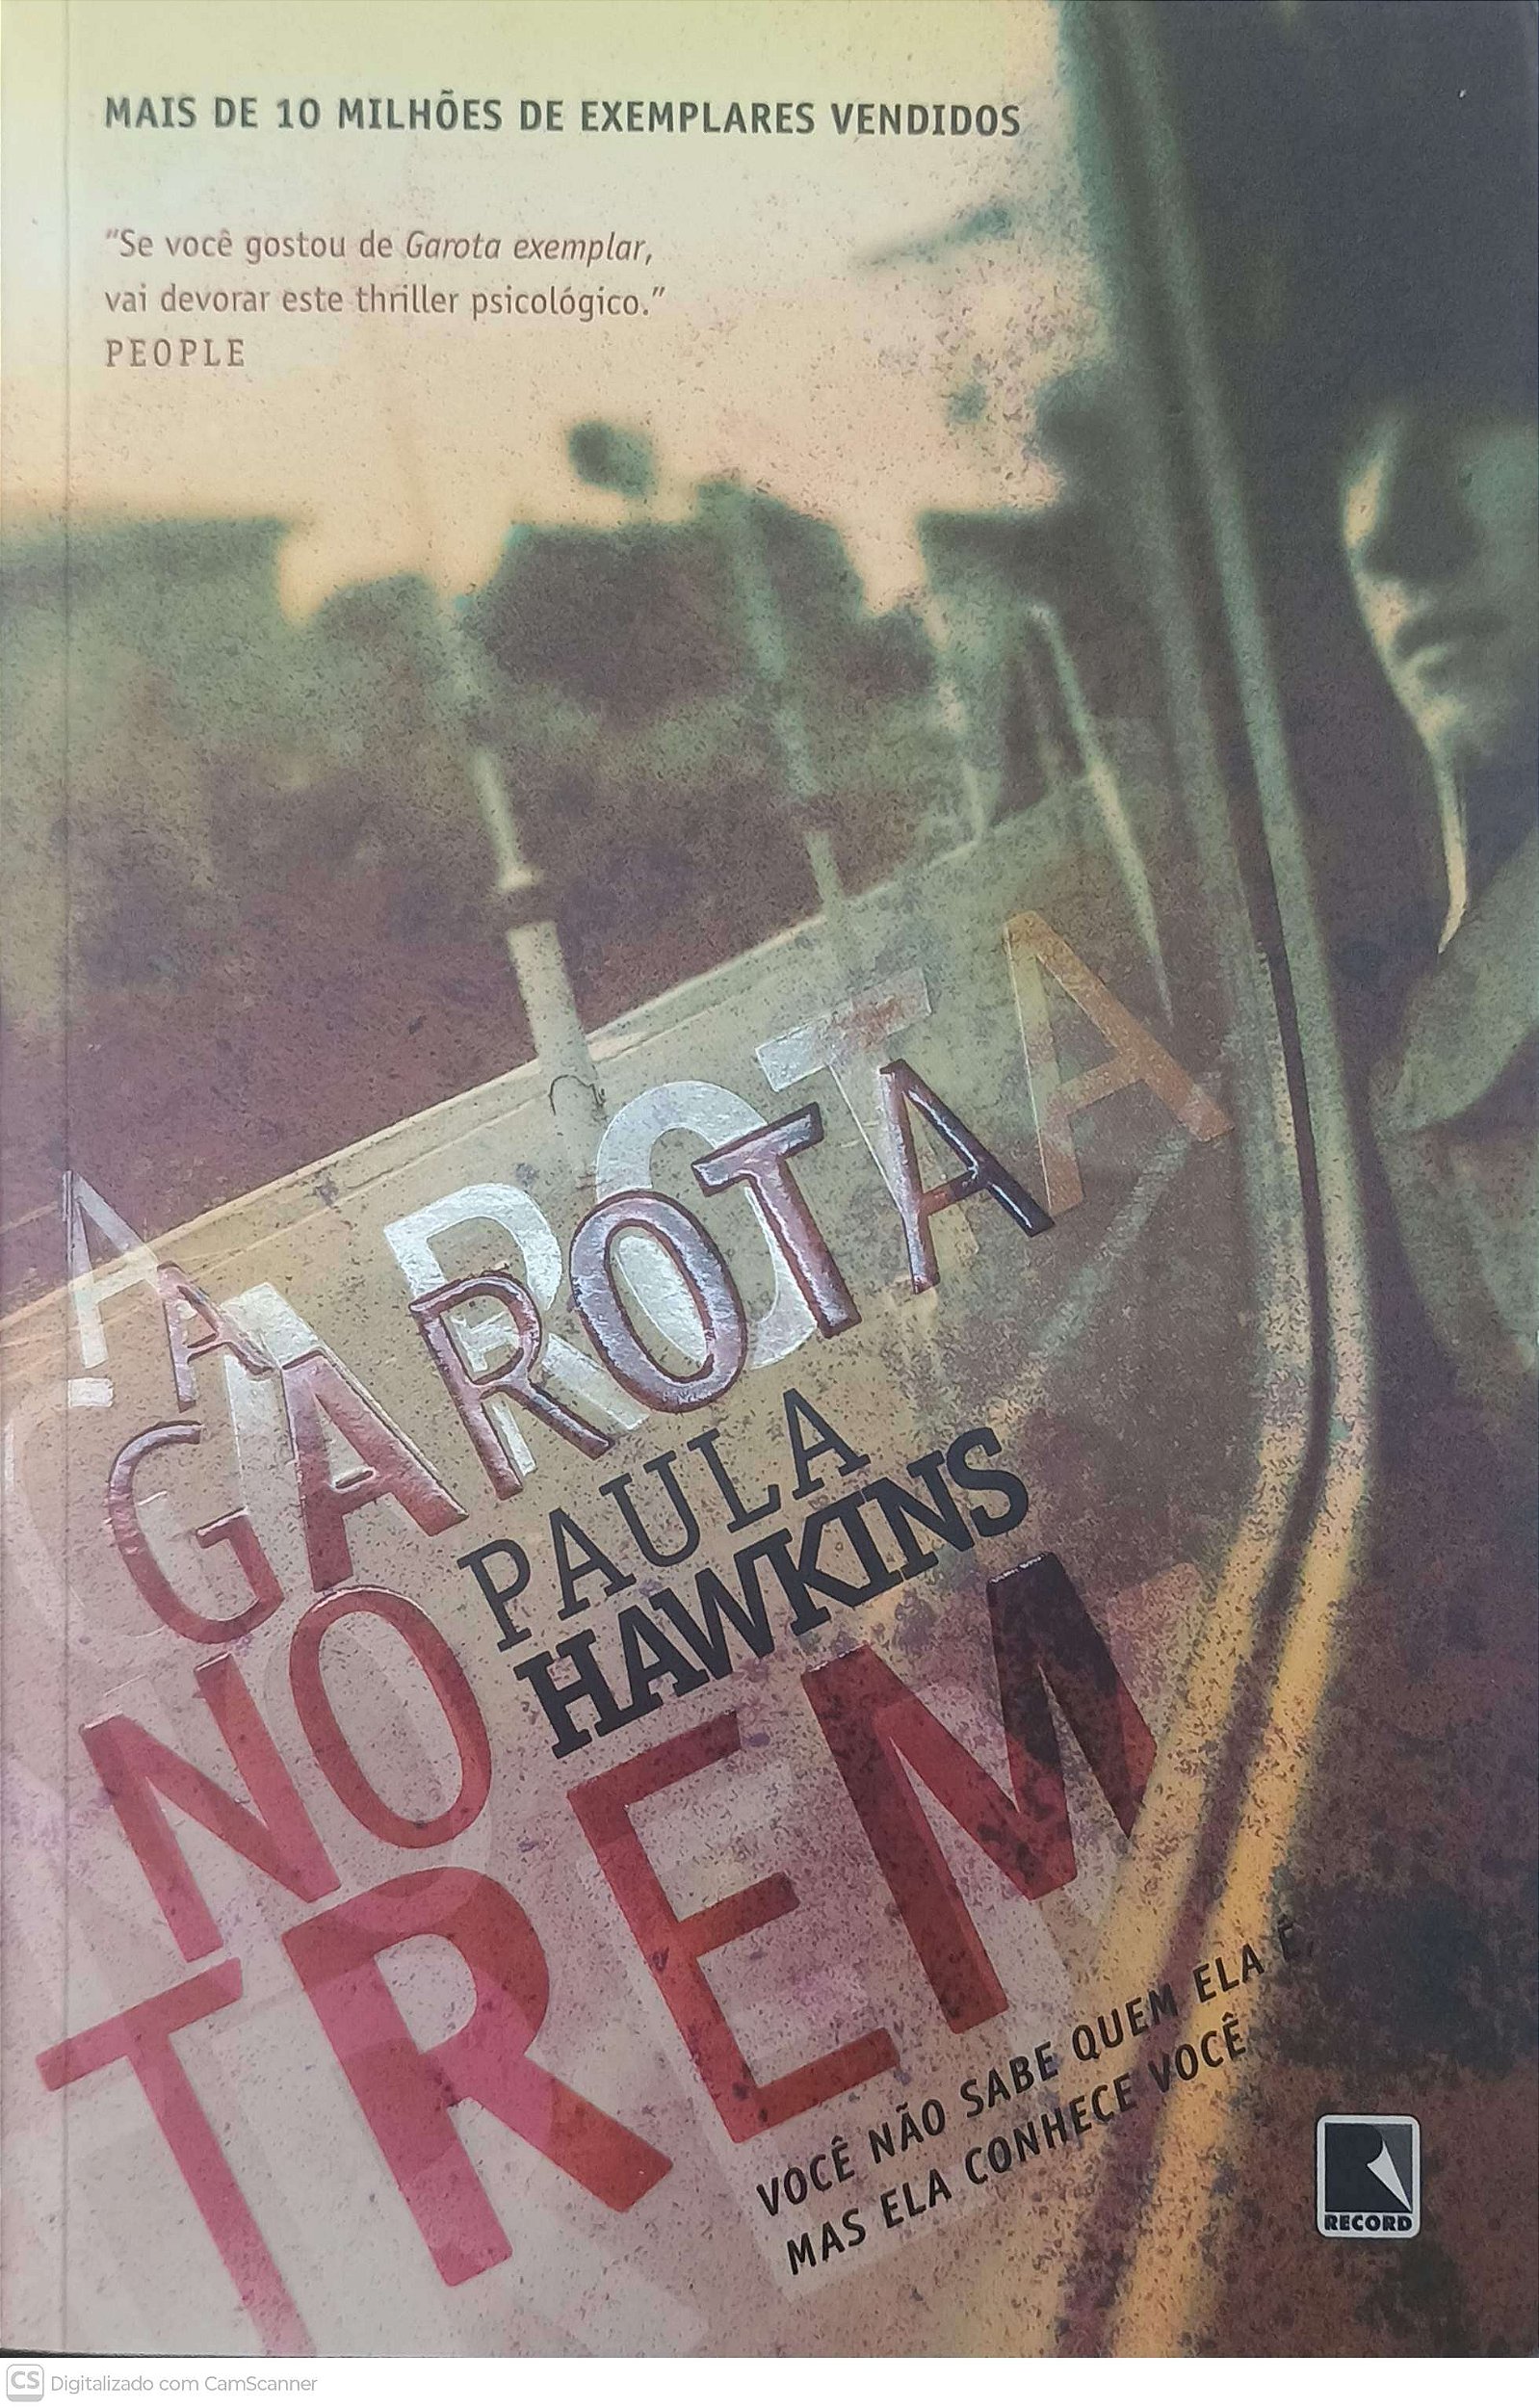 MAIS DE 10 MILHÕES DE EXEMPLARES VENDIDOS
"Se você gostou de Garota exemplar,
vai devorar este thriller psicológico."
PEOPLE
A
GAROTA
PAULA
HAWKINS
NO
TREM
VOCÊ NÃO SABE QUEM ELA É,
MAS ELA CONHECE VOCÊ
RECORD
CS Digitalizado com CamScanner